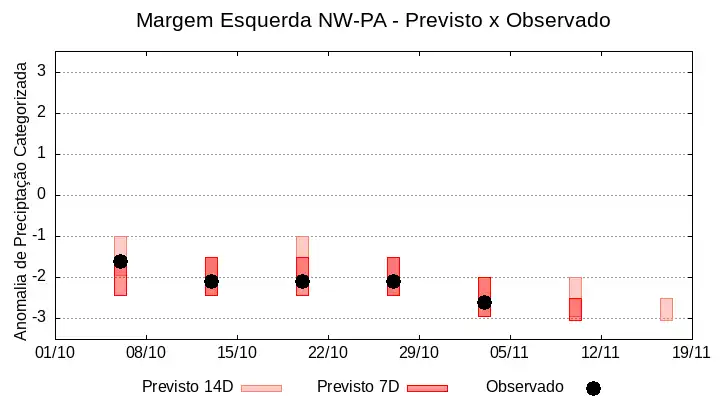 Margem Esquerda NW-PA - Previsto x Observado
Anomalia de Preciptação Categorizada
3
2
1
0
-1
-2
-3
01/10 08/10 15/10 22/10 29/10 05/11 12/11 19/11
Previsto 14D Previsto 7D Observado